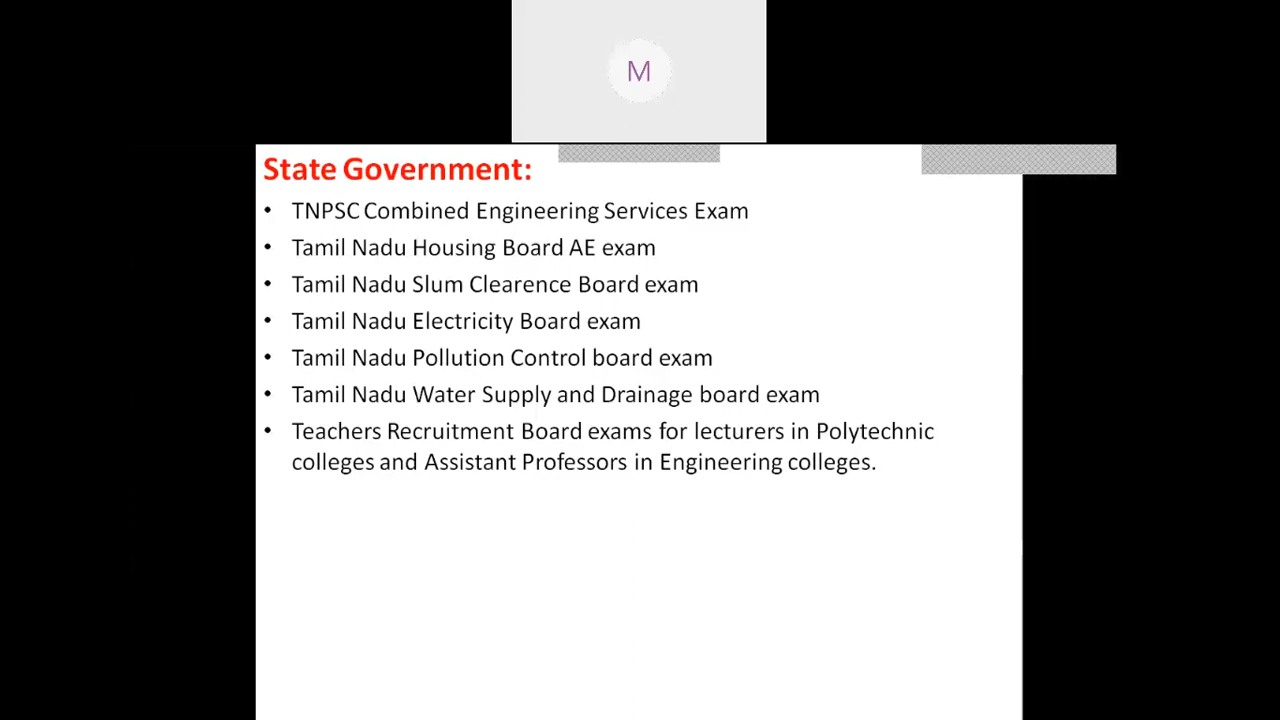 M
State Government:
• TNPSC Combined Engineering Services Exam
• Tamil Nadu Housing Board AE exam
• Tamil Nadu Slum Clearence Board exam
• Tamil Nadu Electricity Board exam
• Tamil Nadu Pollution Control board exam
• Tamil Nadu Water Supply and Drainage board exam
• Teachers Recruitment Board exams for lecturers in Polytechnic
colleges and Assistant Professors in Engineering colleges.